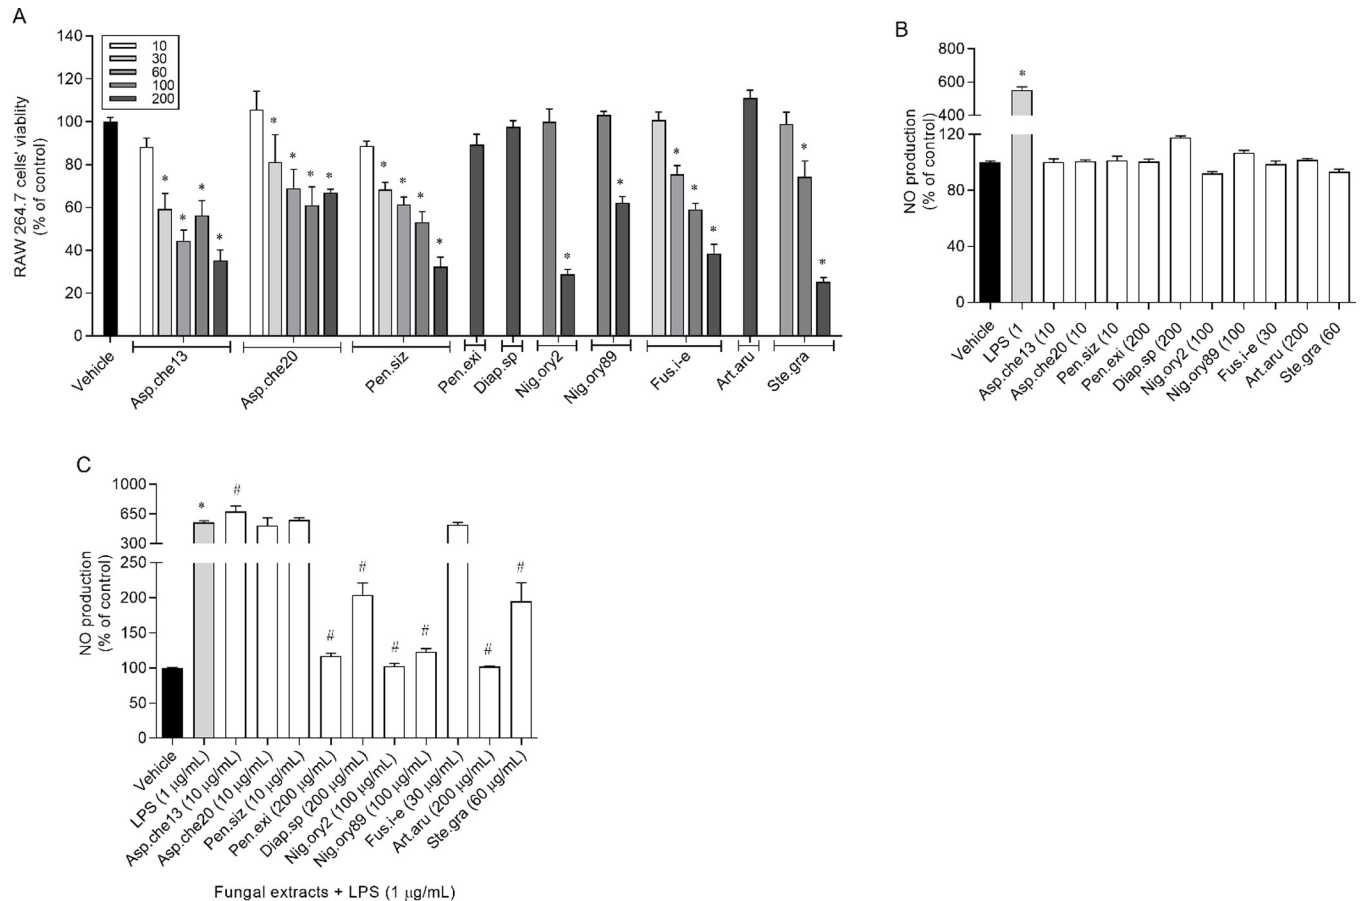 A
RAW 264.7 cells' viablity
(% of control)
140
120
100
80
60
40
20
0
10
30
60
100
200
* * * *
* * * *
* * * *
*
*
* * *
* *
Vehicle
Asp.che13
Asp.che20
Pen.siz
Pen.exi
Diap.sp
Nig.ory2
Nig.ory89
Fus.i-e
Art.aru
Ste.gra
B
NO production
(% of control)
800
600
400
120
80
40
0
*
Vehicle
LPS (1
Asp.che13 (10
Asp.che20 (10
Pen.siz (10
Pen.exi (200
Diap.sp (200
Nig.ory2 (100
Nig.ory89 (100
Fus.i-e (30
Art.aru (200
Ste.gra (60
C
NO production
(% of control)
1000
650
300
250
200
150
100
50
0
* # # # # # # #
Vehicle
LPS (1 µg/mL)
Asp.che13 (10 µg/mL)
Asp.che20 (10 µg/mL)
Pen.siz (10 µg/mL)
Pen.exi (200 µg/mL)
Diap.sp (200 µg/mL)
Nig.ory2 (100 µg/mL)
Nig.ory89 (100 µg/mL)
Fus.i-e (30 µg/mL)
Art.aru (200 µg/mL)
Ste.gra (60 µg/mL)
Fungal extracts + LPS (1 µg/mL)